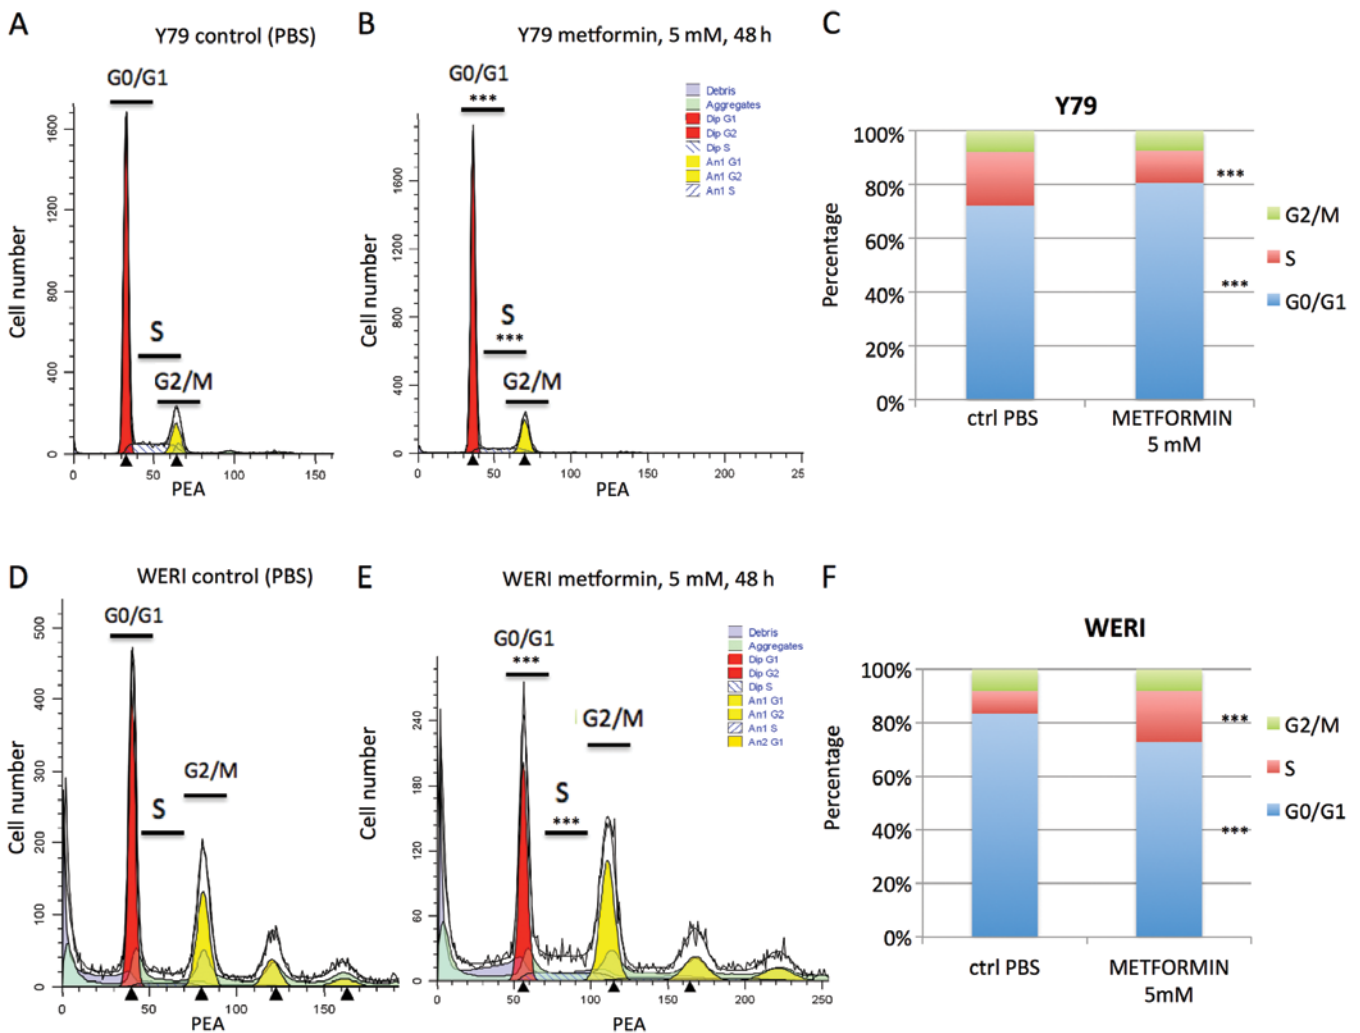 A
Y79 control (PBS)
G0/G1
S
G2/M
Cell number
1600
1200
800
400
0
0
50
100
150
PEA
B
Y79 metformin, 5 mM, 48 h
G0/G1
***
S
***
G2/M
Debris
Aggregates
Dip G1
Dip G2
Dip S
An1 G1
An1 G2
An1 S
Cell number
1600
1200
800
400
0
0
50
100
150
200
25
PEA
C
Y79
100%
80%
60%
40%
20%
0%
Percentage
***
***
ctrl PBS
METFORMIN
5 mM
G2/M
S
G0/G1
D
WERI control (PBS)
G0/G1
S
G2/M
Cell number
500
400
300
200
100
0
0
50
100
150
PEA
E
WERI metformin, 5 mM, 48 h
G0/G1
***
S
***
G2/M
Debris
Aggregates
Dip G1
Dip G2
Dip S
An1 G1
An1 G2
An1 S
An2 G1
Cell number
240
180
120
60
0
0
50
100
150
200
250
PEA
F
WERI
100%
80%
60%
40%
20%
0%
Percentage
***
***
ctrl PBS
METFORMIN
5mM
G2/M
S
G0/G1